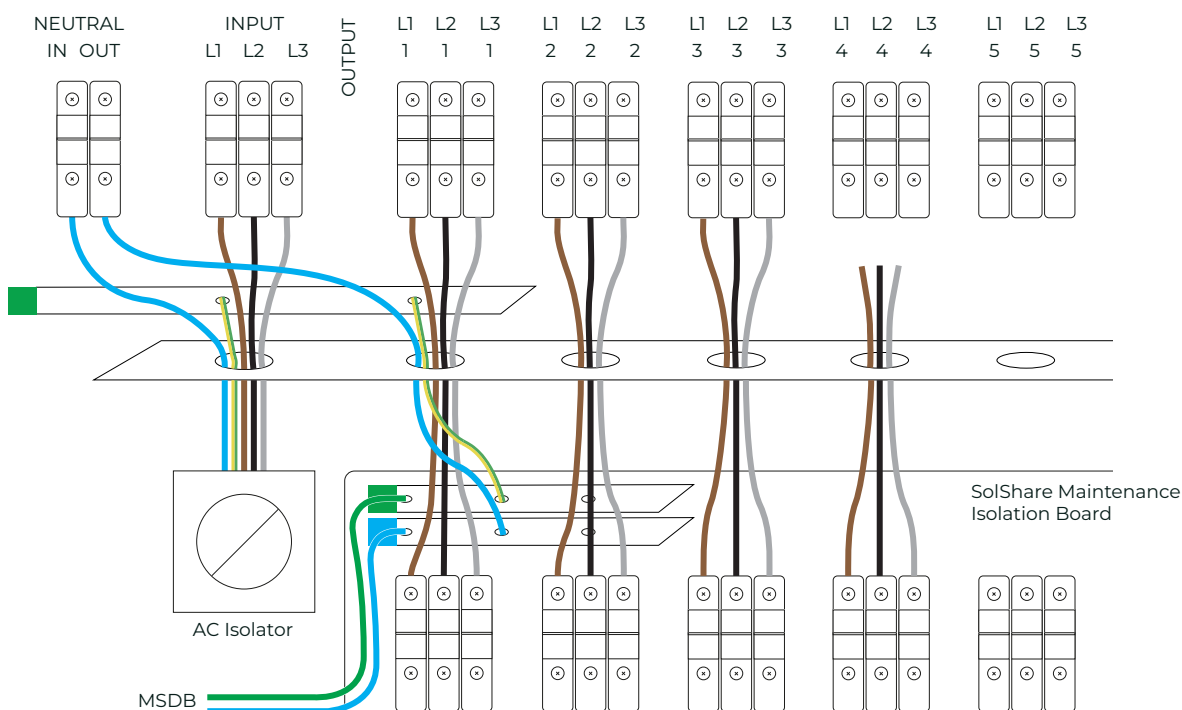 NEUTRAL
IN OUT
INPUT
L1 L2 L3
OUTPUT
L1 L2 L3
1 1 1
L1 L2 L3
2 2 2
L1 L2 L3
3 3 3
L1 L2 L3
4 4 4
L1 L2 L3
5 5 5
SolShare Maintenance
Isolation Board
AC Isolator
MSDB